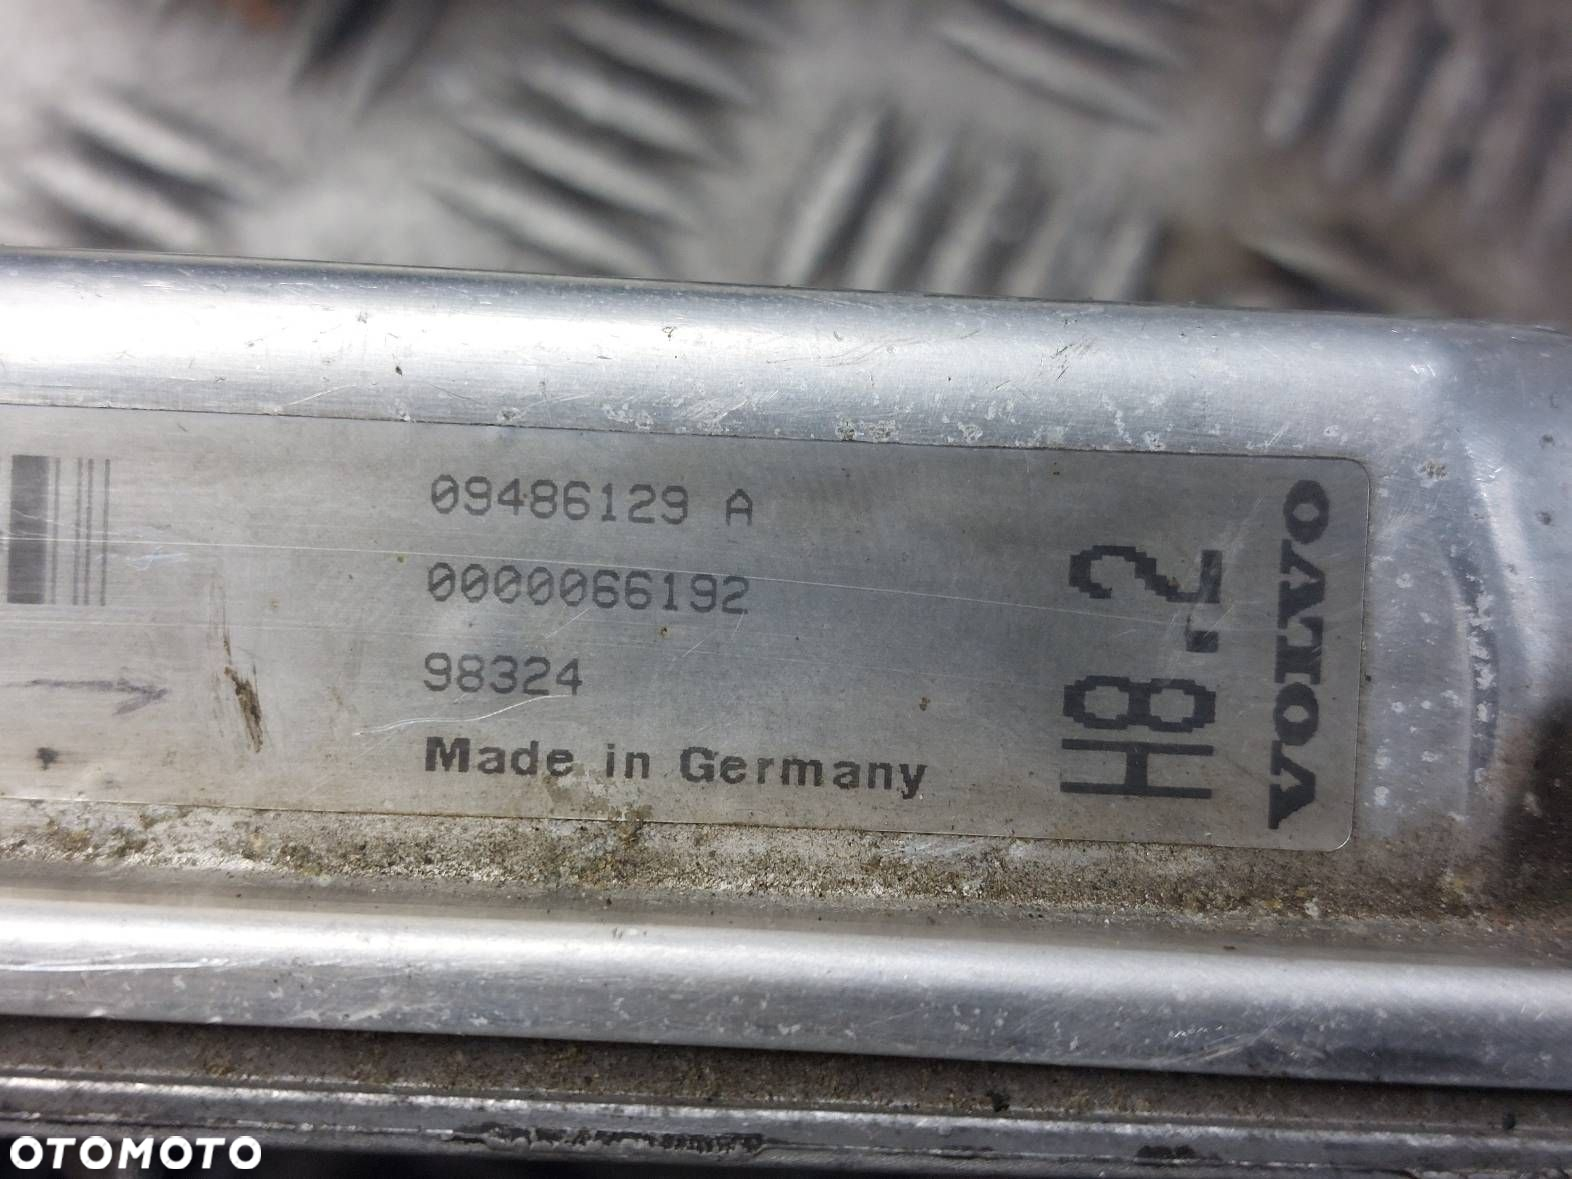 09486129 A
0000066192
98324
Made in Germany
H8.2
VOLVO
OTOMOTO